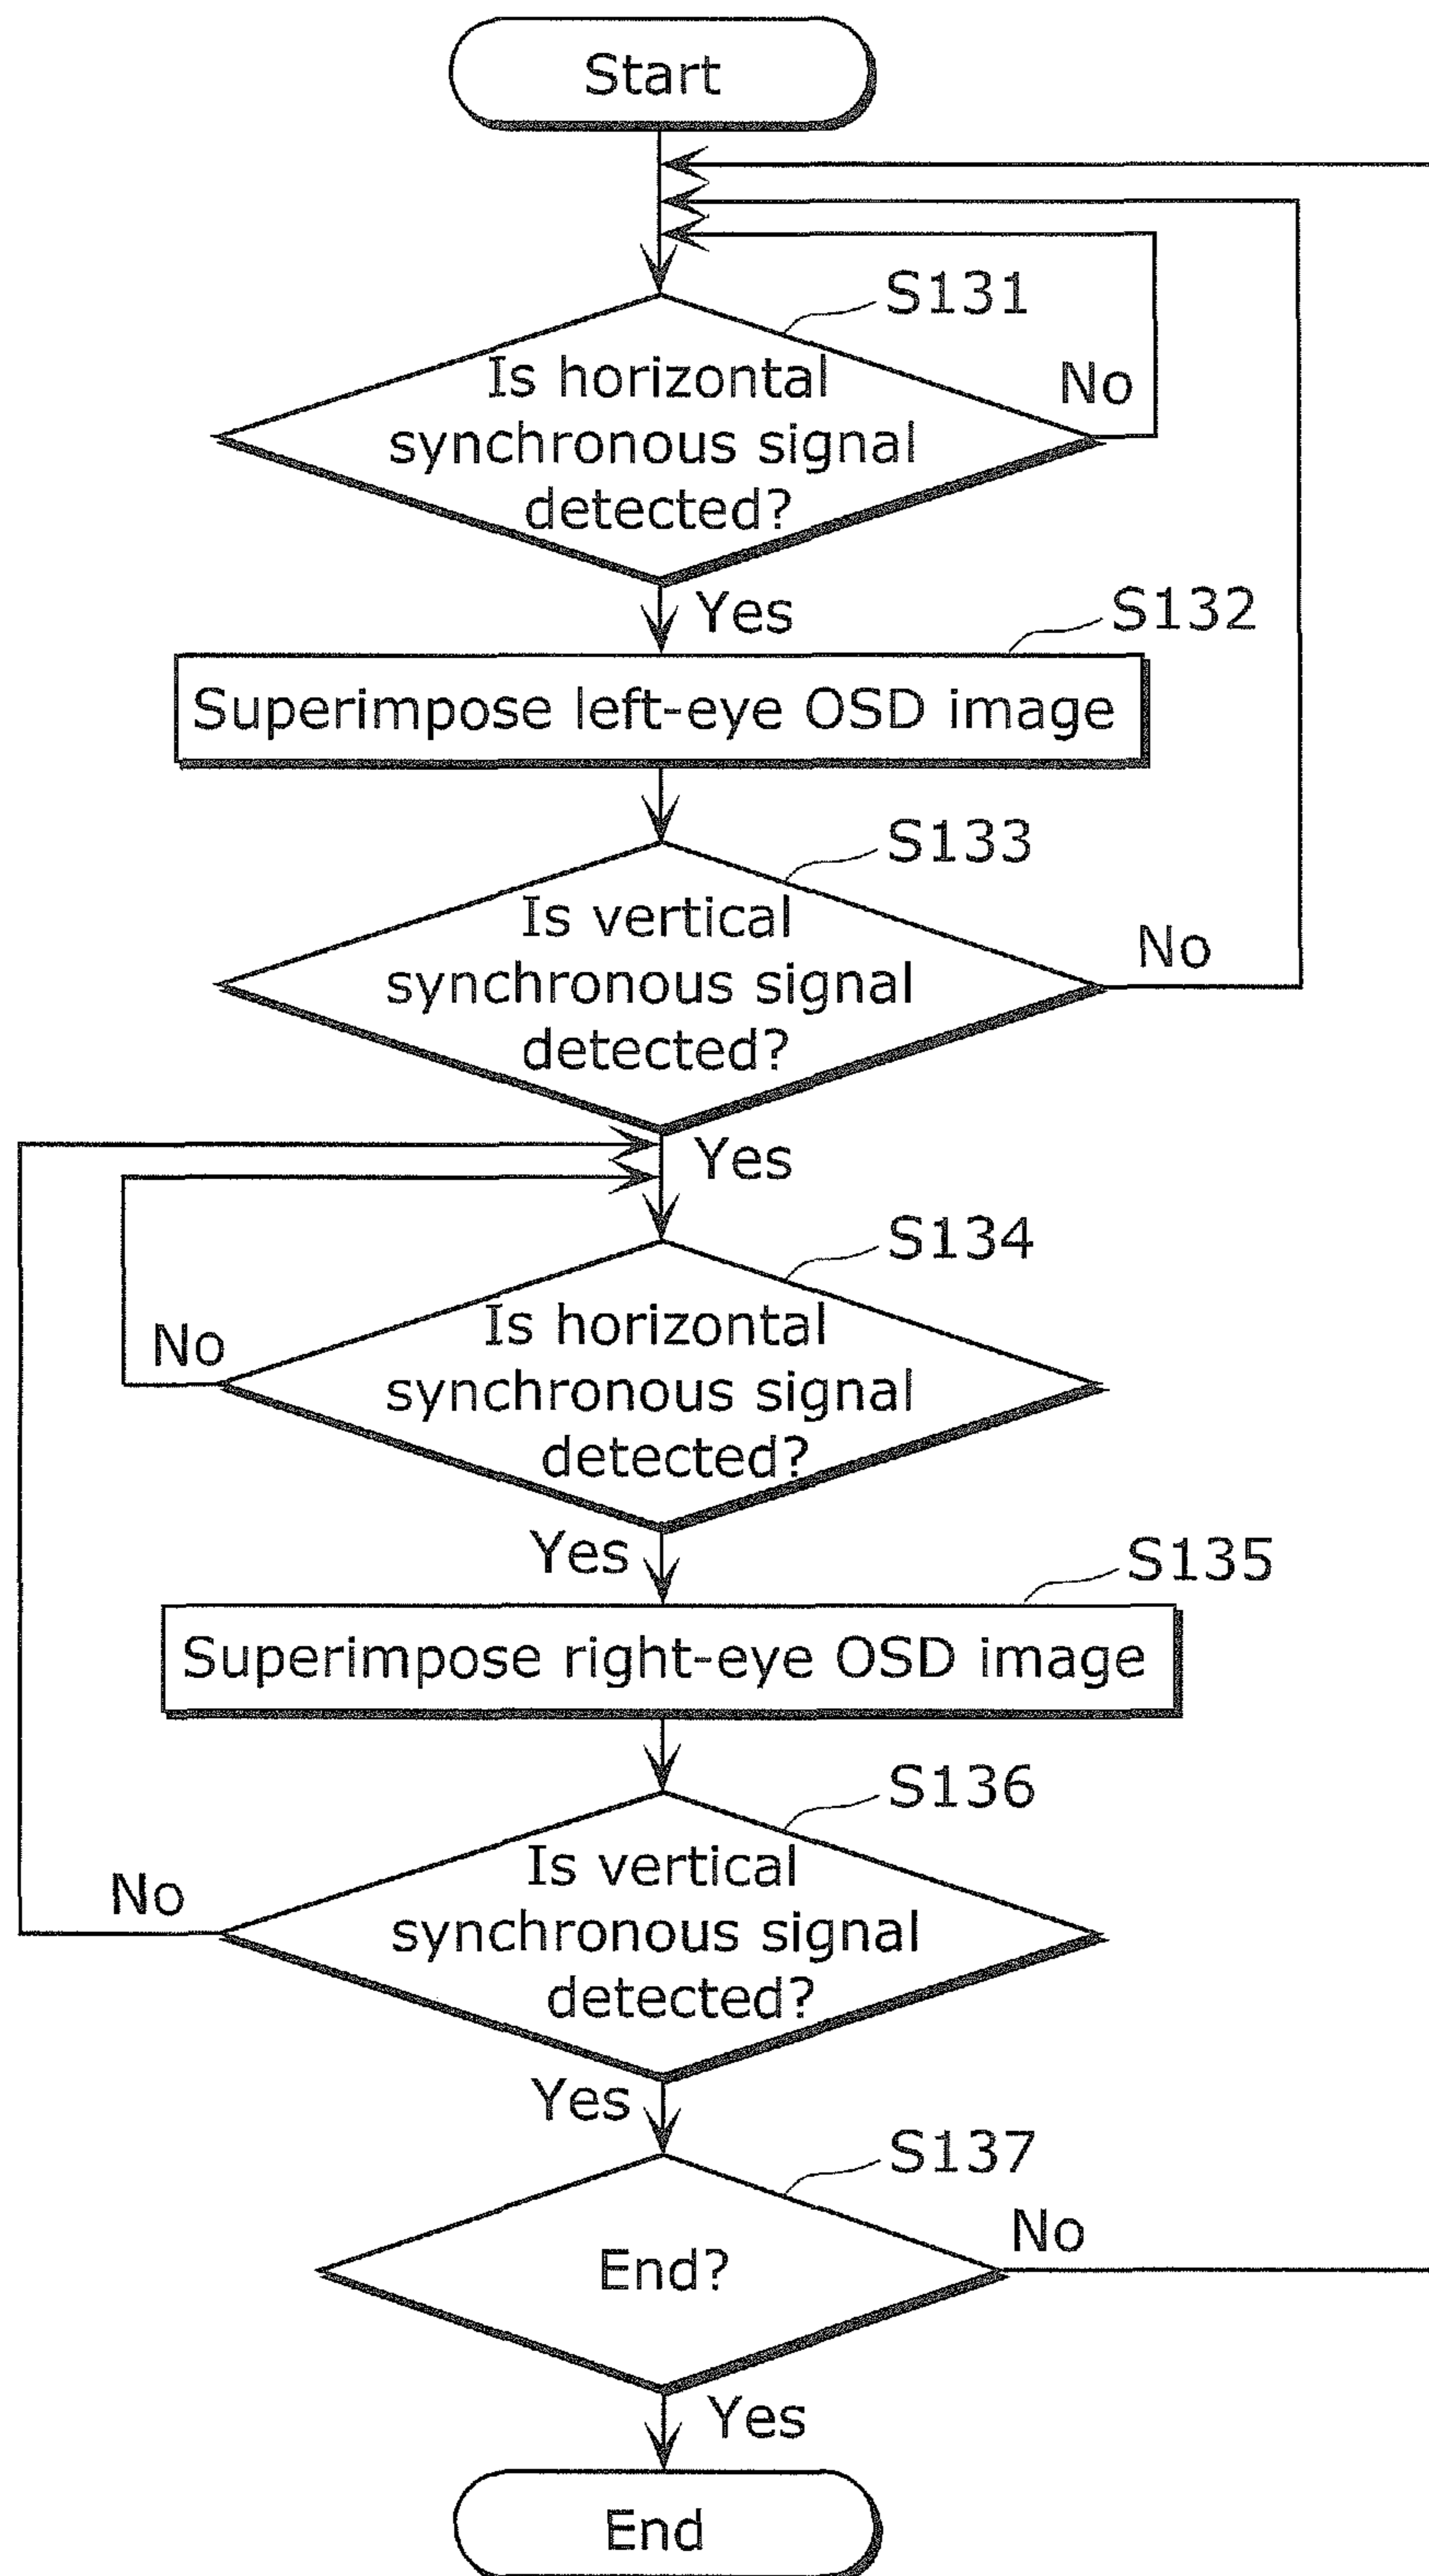 Start
S131
Is horizontal
synchronous signal
detected?
No
Yes
S132
Superimpose left-eye OSD image
S133
Is vertical
synchronous signal
detected?
No
Yes
S134
Is horizontal
synchronous signal
detected?
No
Yes
S135
Superimpose right-eye OSD image
S136
Is vertical
synchronous signal
detected?
No
Yes
S137
End?
No
Yes
End